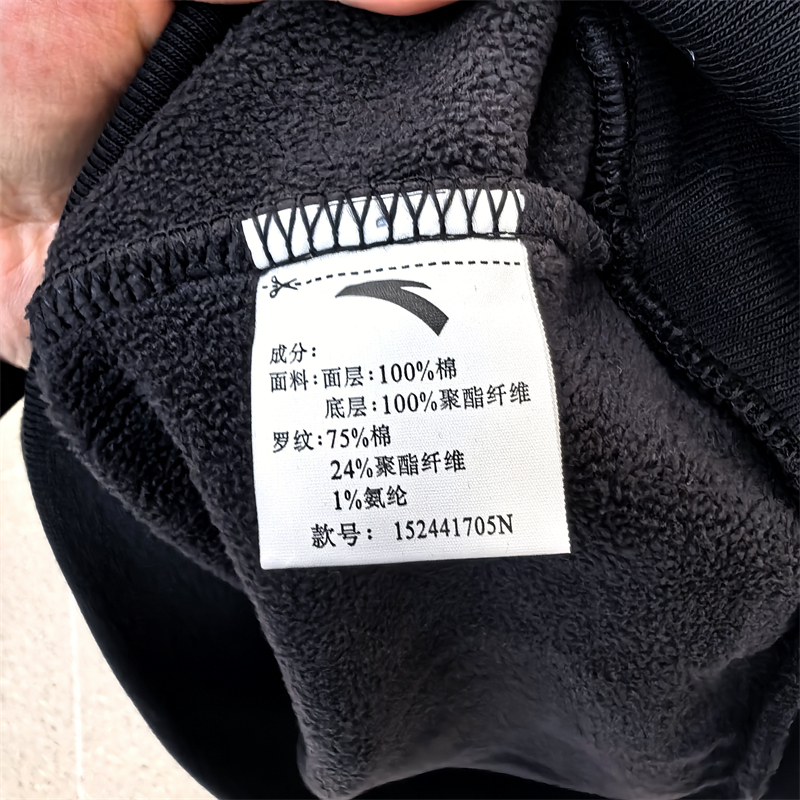 成分：
面料：面层：100%棉
底层：100%聚酯纤维
罗纹：75%棉
24%聚酯纤维
1%氨纶
款号： 152441705N